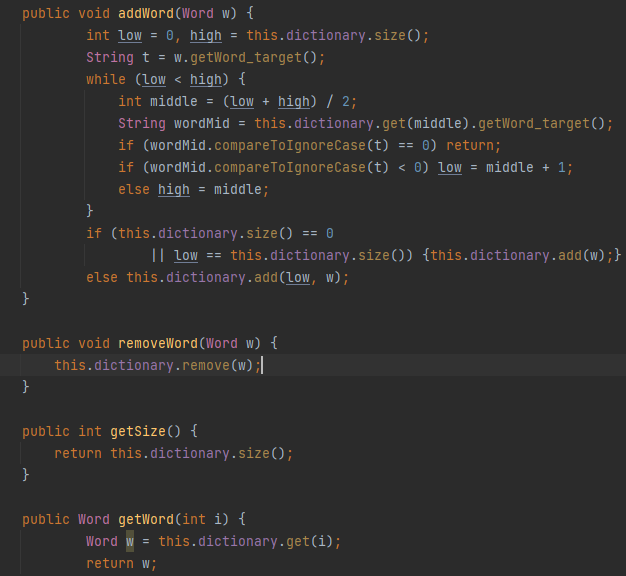 public void addWord(Word w) {
int low = 0, high = this.dictionary.size();
String t = w.getWord_target();
while (low < high) {
int middle = (low + high) / 2;
String wordMid = this.dictionary.get(middle).getWord_target();
if (wordMid.compareToIgnoreCase(t) == 0) return;
if (wordMid.compareToIgnoreCase(t) < 0) low = middle + 1;
else high = middle;
}
if (this.dictionary.size() == 0
|| low == this.dictionary.size()) {this.dictionary.add(w);}
else this.dictionary.add(low, w);
}
public void removeWord(Word w) {
this.dictionary.remove(w);
}
public int getSize() {
return this.dictionary.size();
}
public Word getWord(int i) {
Word w = this.dictionary.get(i);
return w;